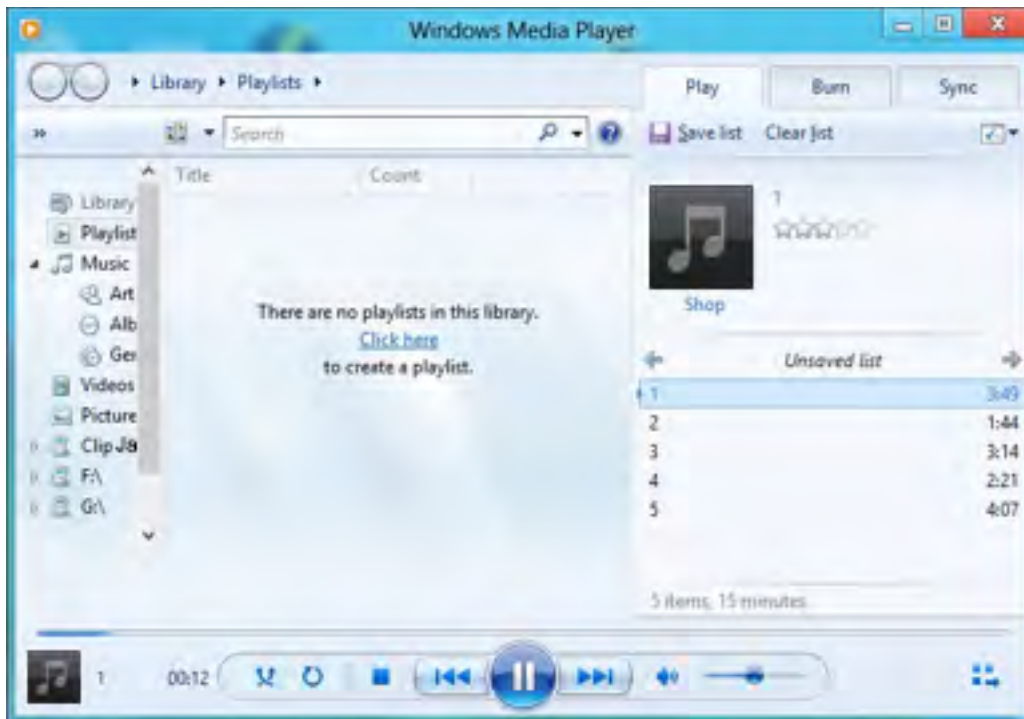 Windows Media Player
Library Playlists
Play Burn Sync
Search
Save list Clear list
Title Count
Library
Playlist
Music
Art
Alb
Ger
Videos
Picture
Clip Ja
F:\
G:\
There are no playlists in this library.
Click here
to create a playlist.
1
Shop
Unsaved list
1 3:49
2 1:44
3 3:14
4 2:21
5 4:07
5 items, 15 minutes
1 00:12